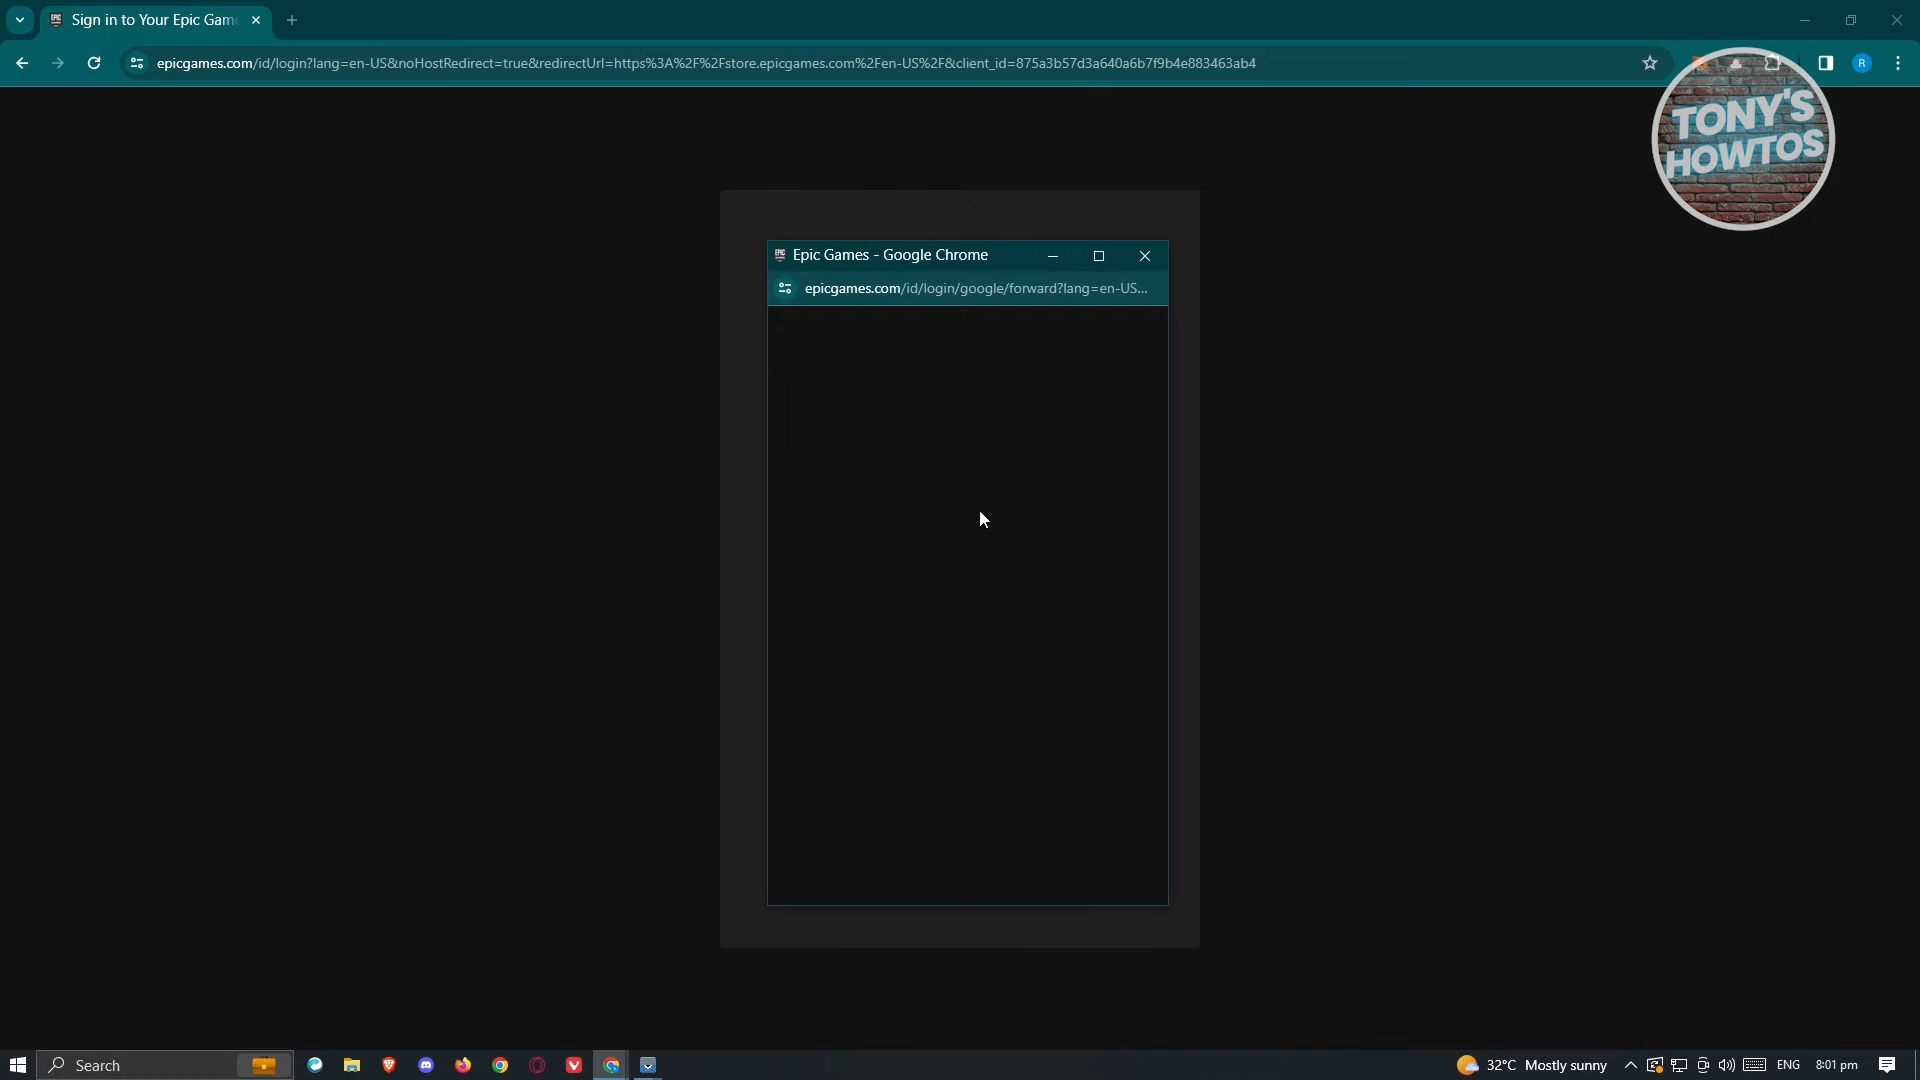 Sign in to Your Epic Gam
epicgames.com/id/login?lang=en-US&noHostRedirect=true&redirectUrl=https%3A%2F%2Fstore.epicgames.com%2Fen-US%2F&client_id=875a3b57d3a640a6b7f9b4e883463ab4
R
TONY'S
HOWTOS
Epic Games - Google Chrome
epicgames.com/id/login/google/forward?lang=en-US...
Search
32°C Mostly sunny
ENG
8:01 pm